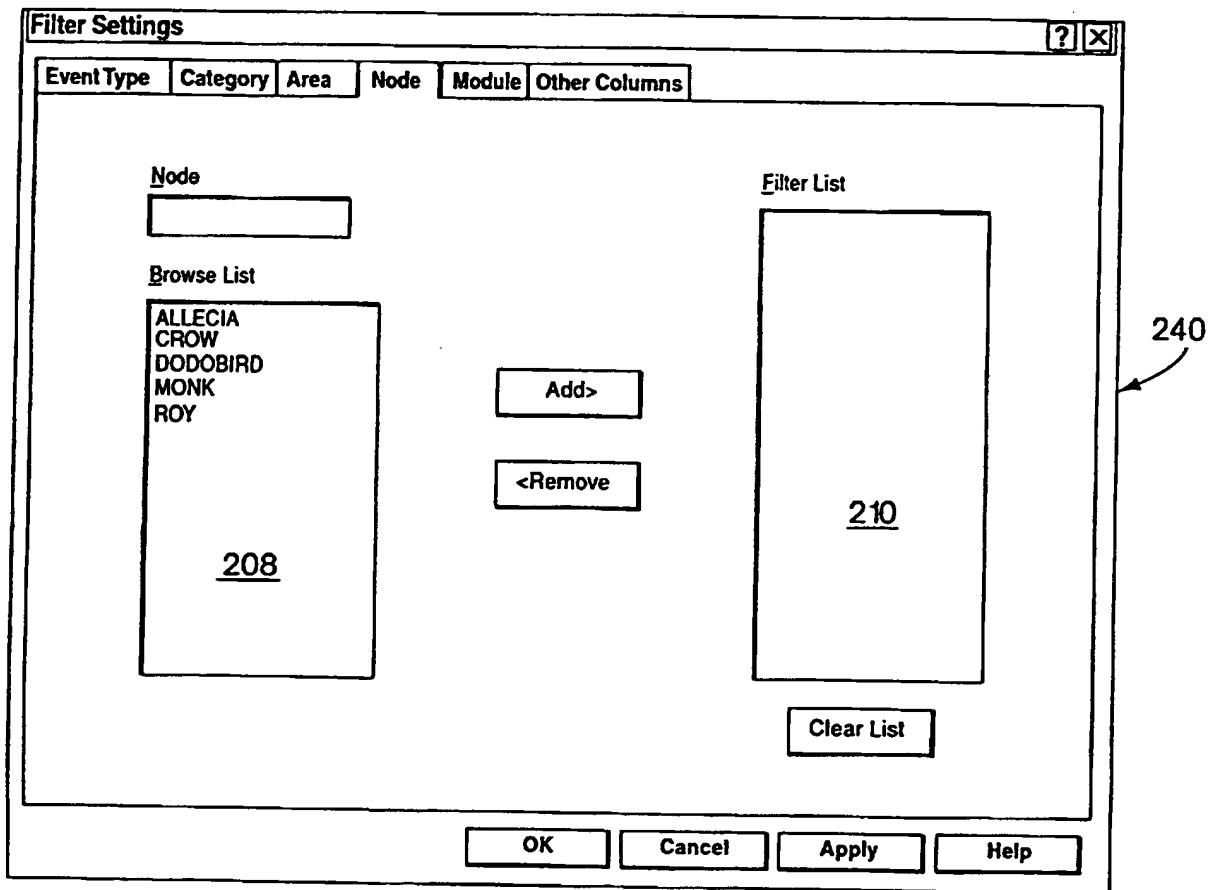 Filter Settings ? X
Event Type Category Area Node Module Other Columns
Node
Filter List
Browse List
ALLECIA
CROW
DODOBIRD
MONK
ROY
208
Add>
<Remove
210
240
Clear List
OK Cancel Apply Help